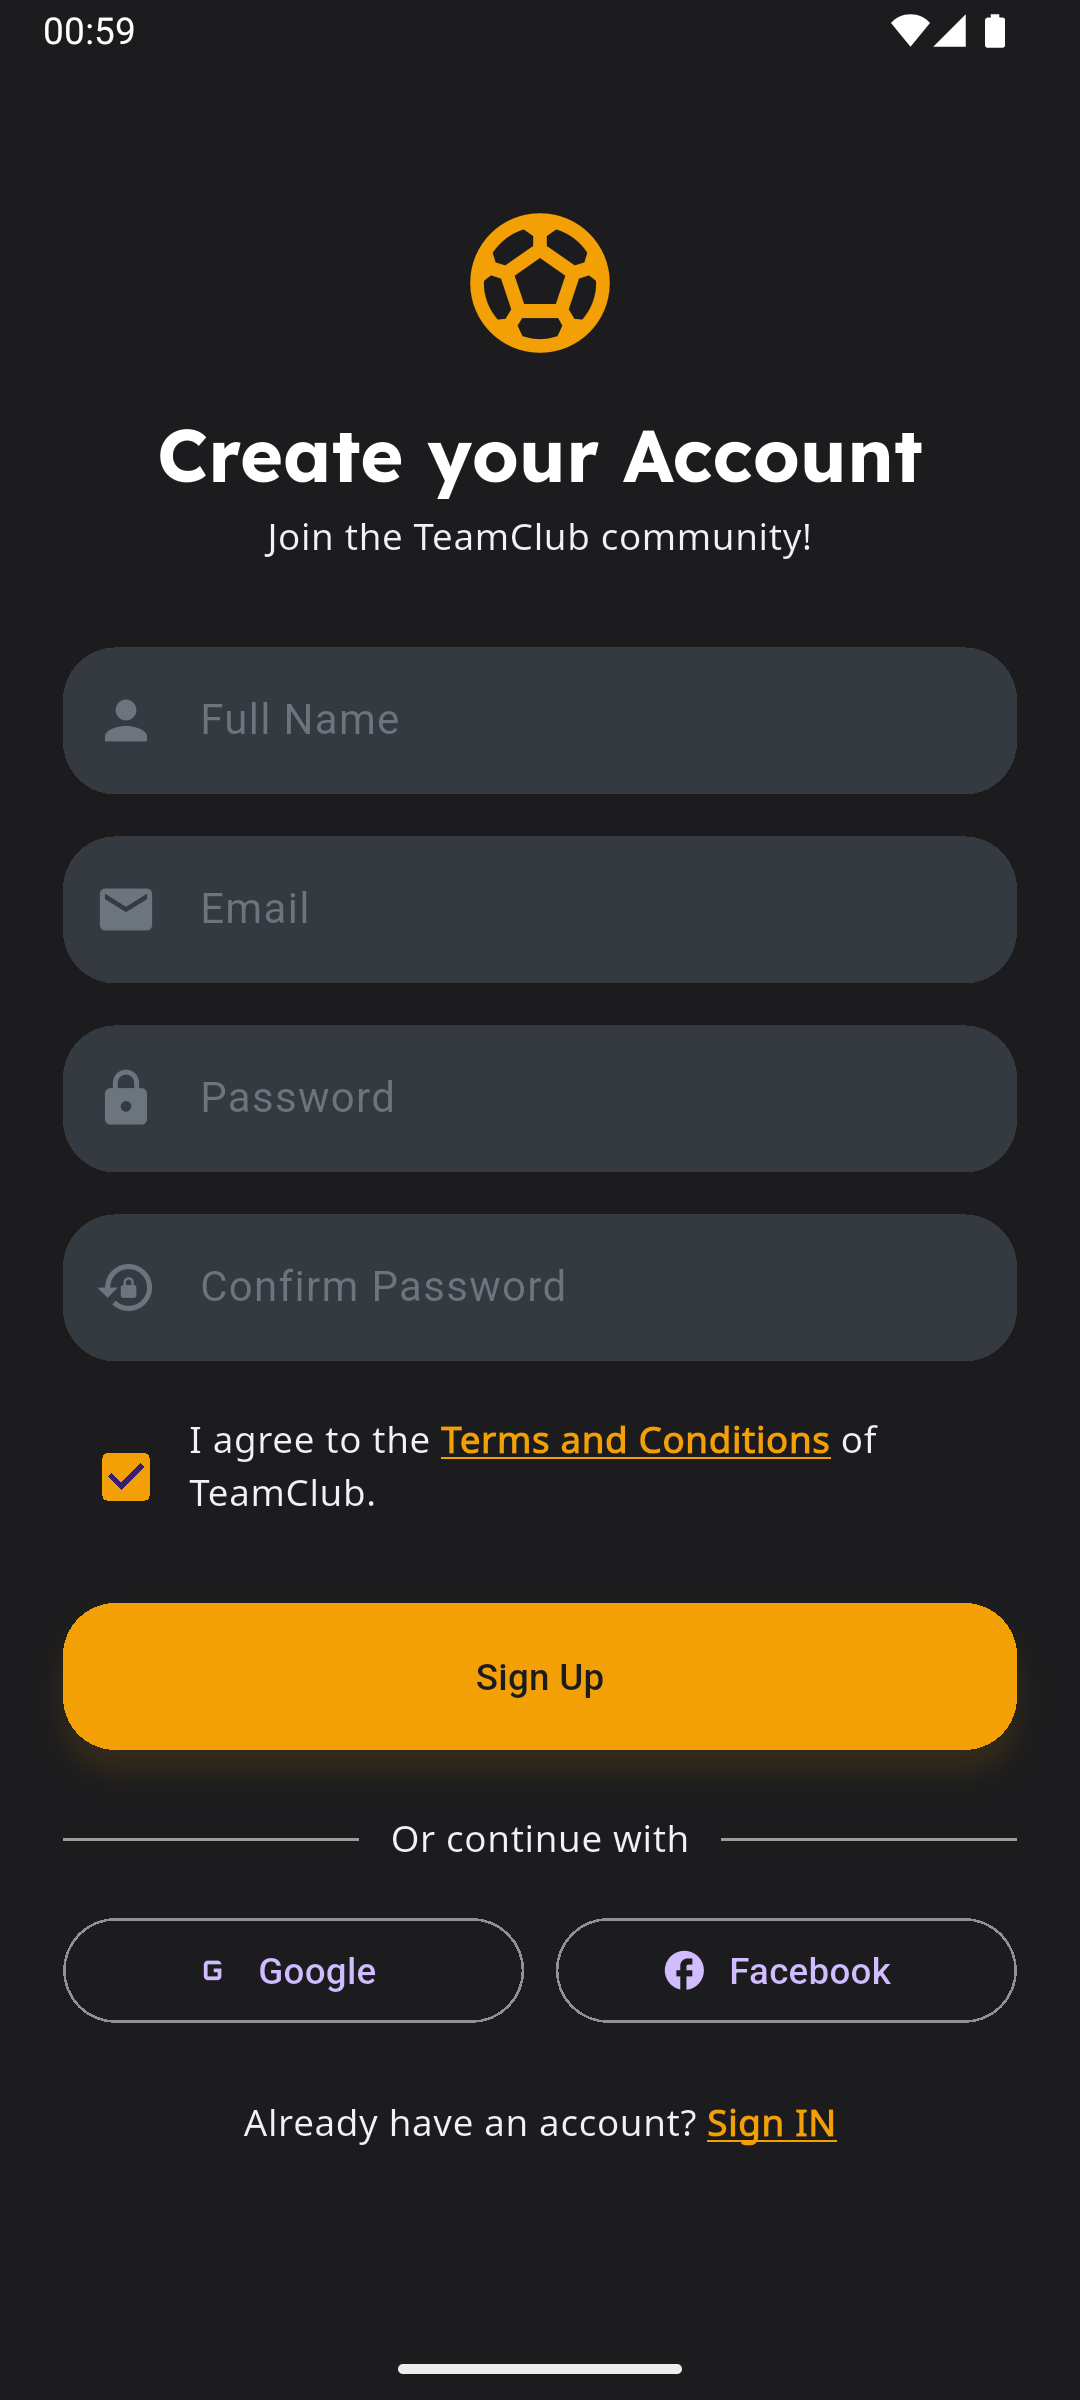 00:59
Create your Account
Join the TeamClub community!
Full Name
Email
Password
Confirm Password
I agree to the Terms and Conditions of
TeamClub.
Sign Up
Or continue with
G Google
Facebook
Already have an account? Sign IN